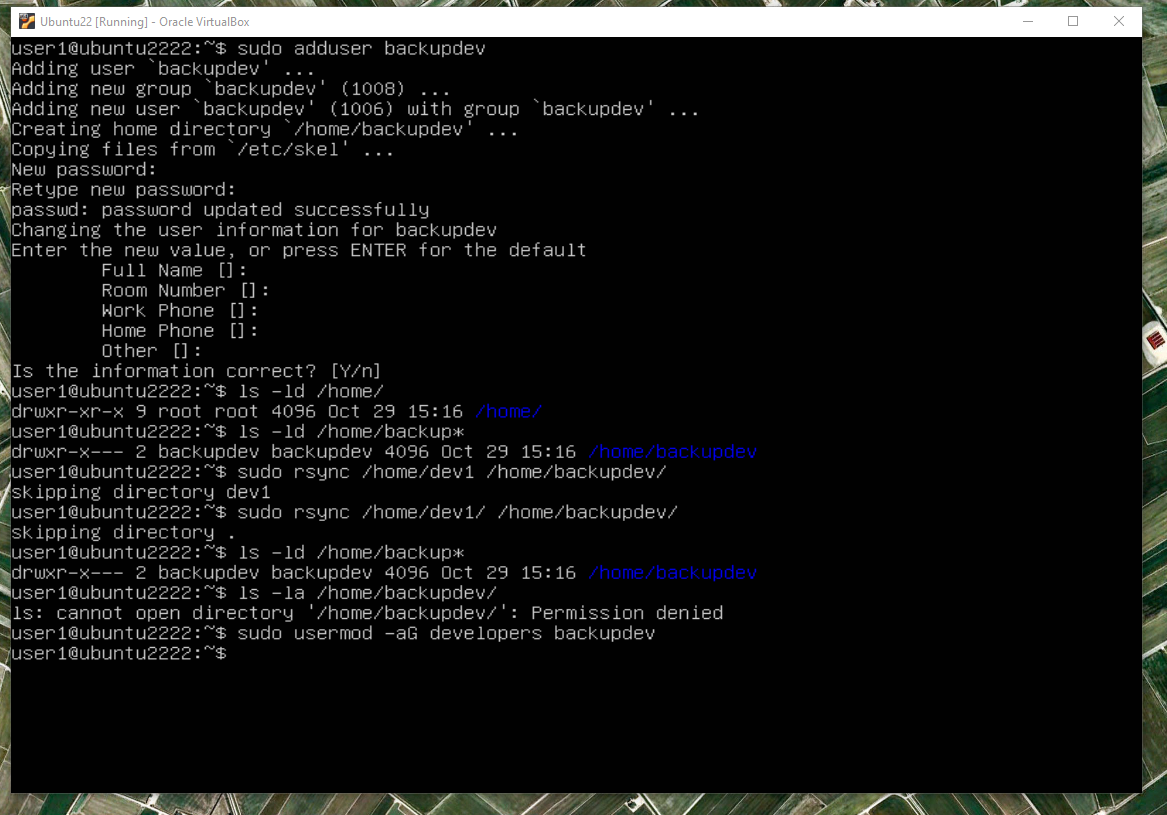 Ubuntu22 [Running] - Oracle VirtualBox
user1@ubuntu2222:~$ sudo adduser backupdev
Adding user `backupdev' ...
Adding new group `backupdev' (1008) ...
Adding new user `backupdev' (1006) with group `backupdev' ...
Creating home directory `/home/backupdev' ...
Copying files from `/etc/skel' ...
New password:
Retype new password:
passwd: password updated successfully
Changing the user information for backupdev
Enter the new value, or press ENTER for the default
        Full Name []:
        Room Number []:
        Work Phone []:
        Home Phone []:
        Other []:
Is the information correct? [Y/n]
user1@ubuntu2222:~$ ls -ld /home/
drwxr-xr-x 9 root root 4096 Oct 29 15:16 /home/
user1@ubuntu2222:~$ ls -ld /home/backup*
drwxr-x--- 2 backupdev backupdev 4096 Oct 29 15:16 /home/backupdev
user1@ubuntu2222:~$ sudo rsync /home/dev1 /home/backupdev/
skipping directory dev1
user1@ubuntu2222:~$ sudo rsync /home/dev1/ /home/backupdev/
skipping directory .
user1@ubuntu2222:~$ ls -ld /home/backup*
drwxr-x--- 2 backupdev backupdev 4096 Oct 29 15:16 /home/backupdev
user1@ubuntu2222:~$ ls -la /home/backupdev/
ls: cannot open directory '/home/backupdev/': Permission denied
user1@ubuntu2222:~$ sudo usermod -aG developers backupdev
user1@ubuntu2222:~$